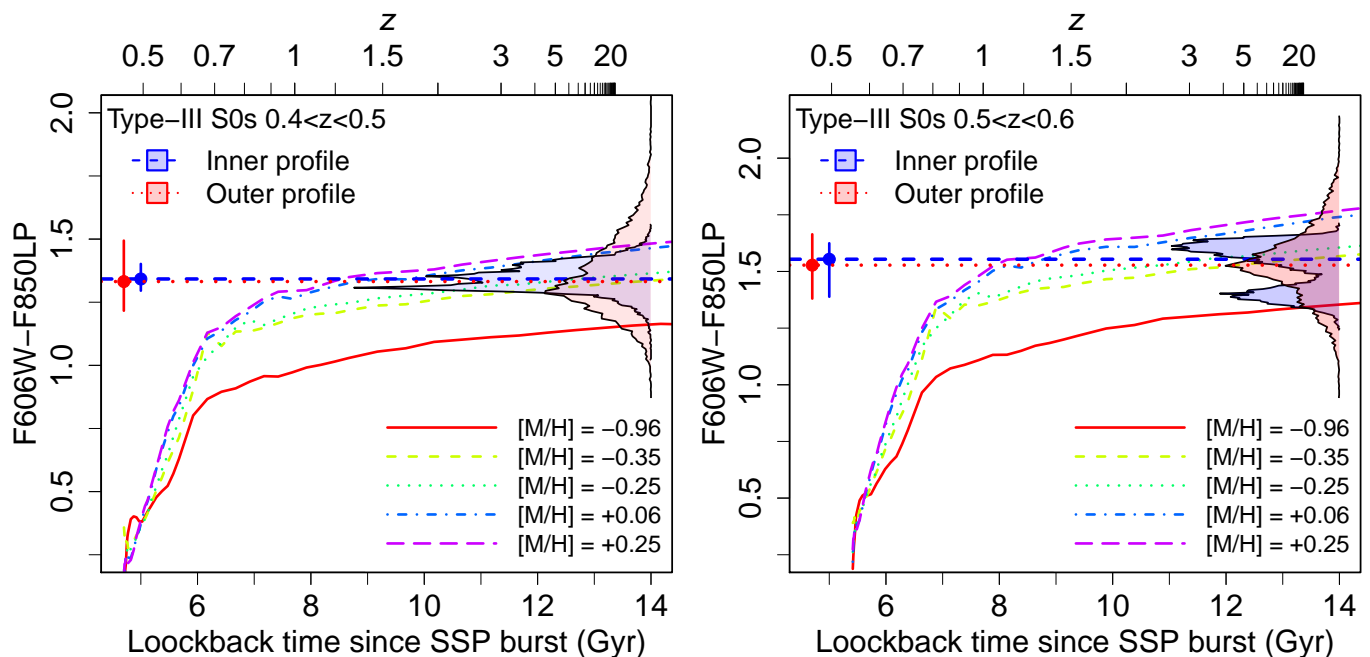 z
0.5 0.7 1 1.5 3 5 20
Type−III S0s 0.4<z<0.5
Inner profile
Outer profile
F606W−F850LP
0.5 1.0 1.5 2.0
[M/H] = −0.96
[M/H] = −0.35
[M/H] = −0.25
[M/H] = +0.06
[M/H] = +0.25
6 8 10 12 14
Loockback time since SSP burst (Gyr)
z
0.5 0.7 1 1.5 3 5 20
Type−III S0s 0.5<z<0.6
Inner profile
Outer profile
F606W−F850LP
0.5 1.0 1.5 2.0
[M/H] = −0.96
[M/H] = −0.35
[M/H] = −0.25
[M/H] = +0.06
[M/H] = +0.25
6 8 10 12 14
Loockback time since SSP burst (Gyr)